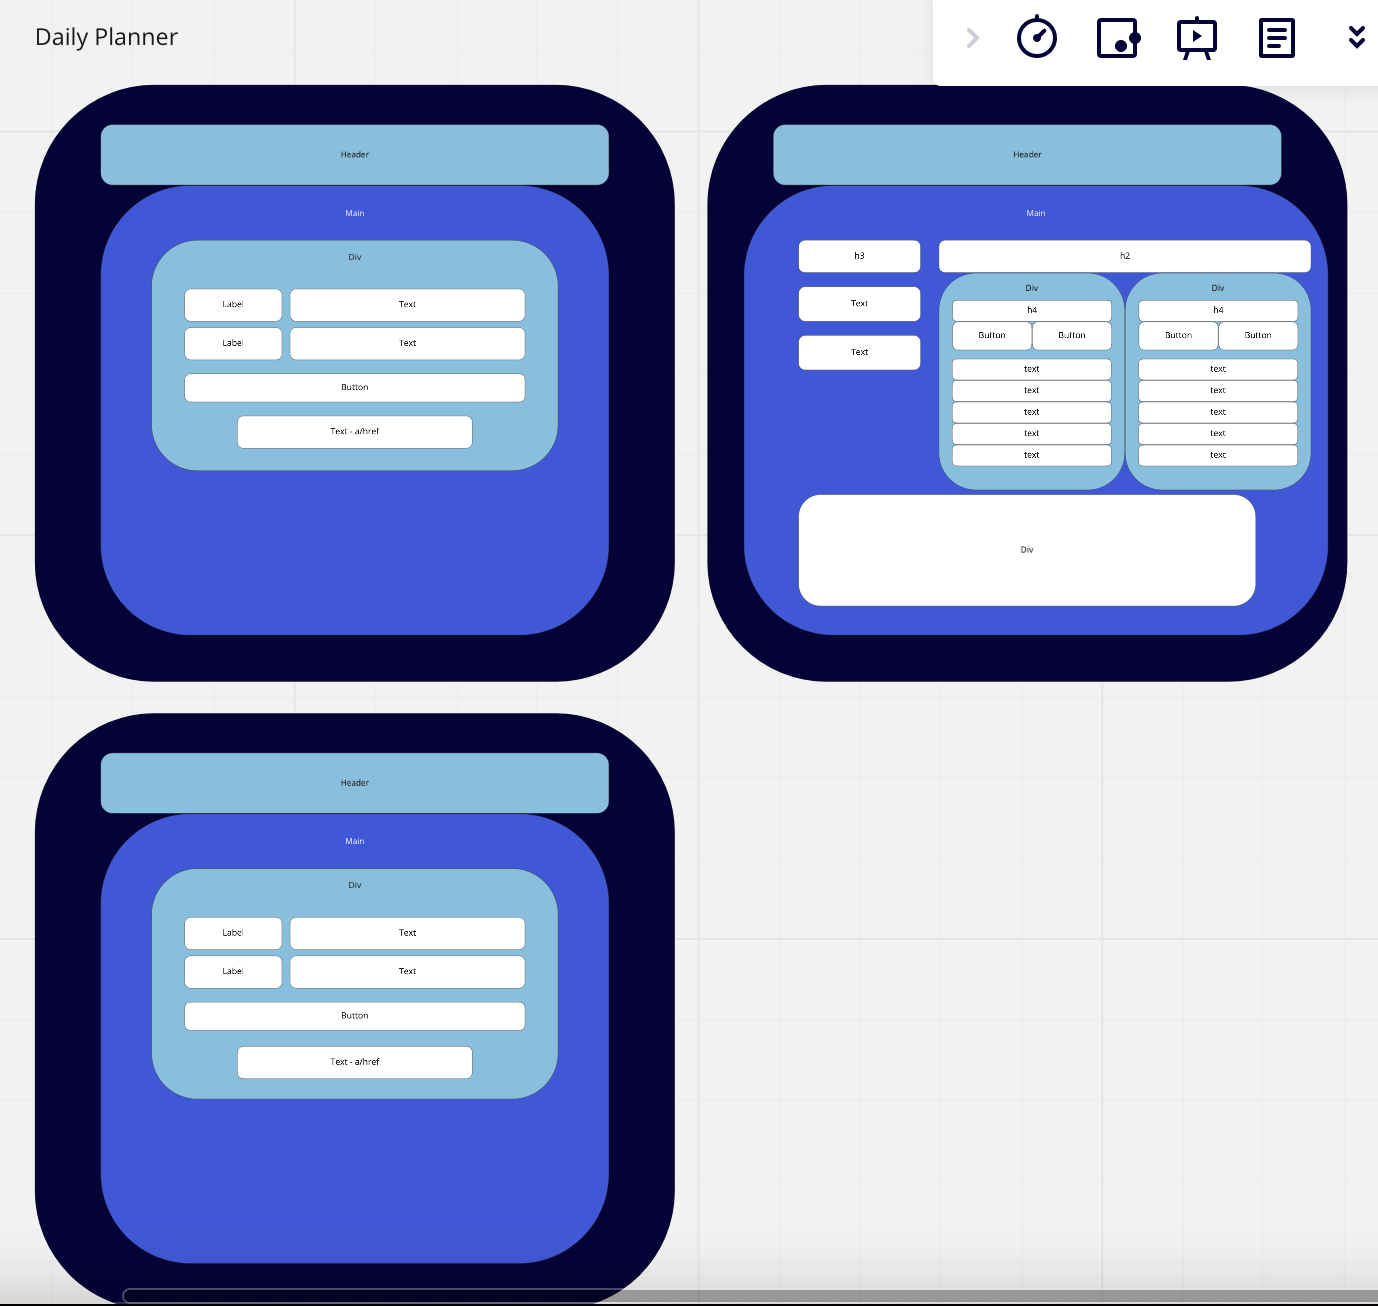 Daily Planner
Header
Main
Div
Label Text
Label Text
Button
Text - a/href
Header
Main
h3
Text
Text
h2
Div
h4
Button Button
text
text
text
text
text
Div
h4
Button Button
text
text
text
text
text
Div
Header
Main
Div
Label Text
Label Text
Button
Text - a/href